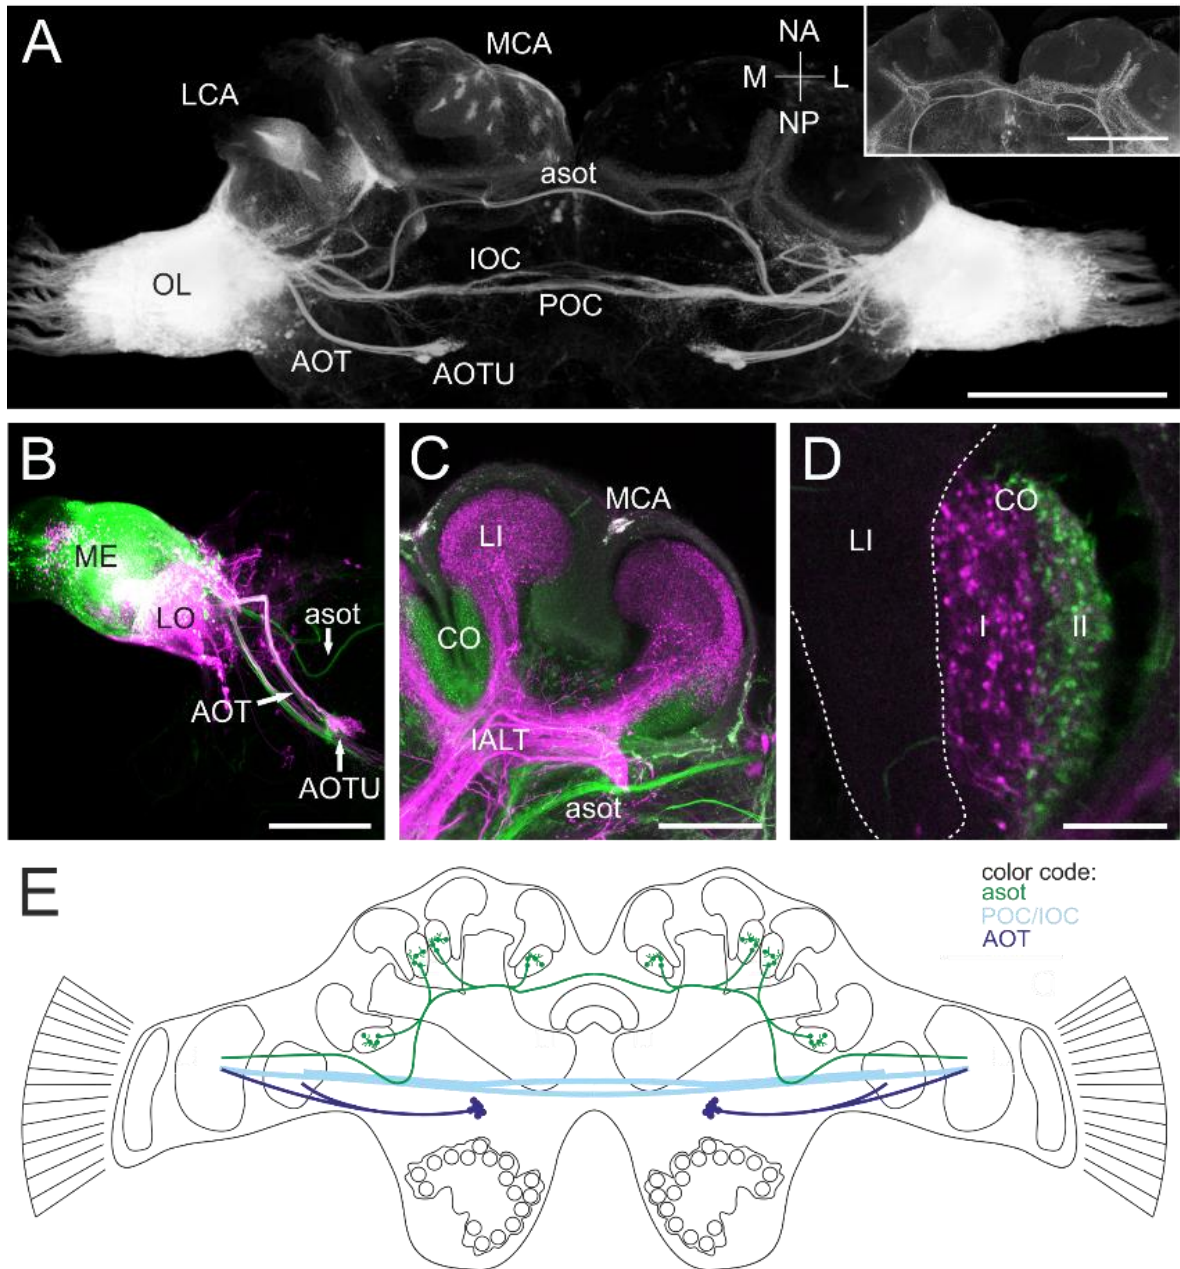 A
NA
MCA
M L
LCA
NP
asot
IOC
OL
POC
AOT
AOTU
B
C
D
MCA
ME
LI
CO
LI
LO
asot
CO
I
II
AOT
IALT
AOTU
asot
E
color code:
asot
POC/IOC
AOT